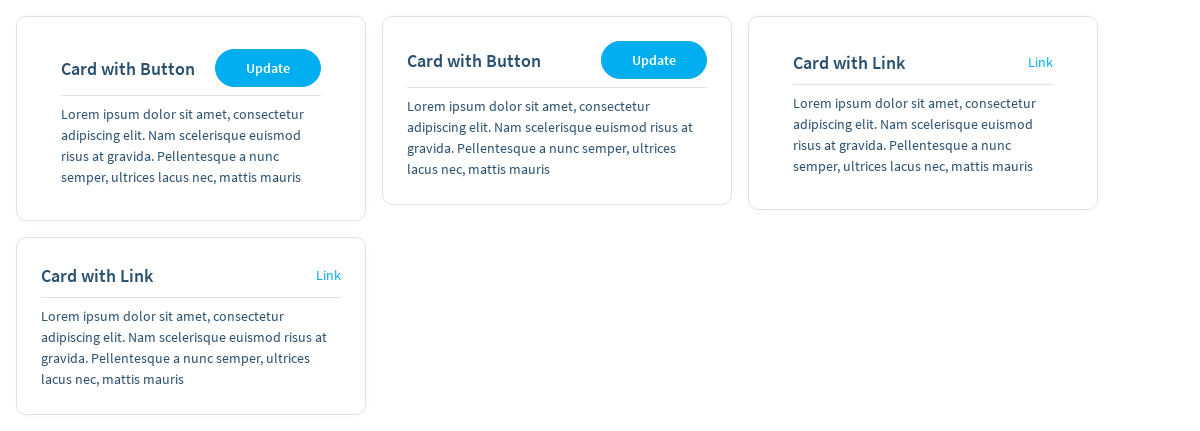 Card with Button
Update
Lorem ipsum dolor sit amet, consectetur
adipiscing elit. Nam scelerisque euismod
risus at gravida. Pellentesque a nunc
semper, ultrices lacus nec, mattis mauris
Card with Button
Update
Lorem ipsum dolor sit amet, consectetur
adipiscing elit. Nam scelerisque euismod risus at
gravida. Pellentesque a nunc semper, ultrices
lacus nec, mattis mauris
Card with Link
Link
Lorem ipsum dolor sit amet, consectetur
adipiscing elit. Nam scelerisque euismod
risus at gravida. Pellentesque a nunc
semper, ultrices lacus nec, mattis mauris
Card with Link
Link
Lorem ipsum dolor sit amet, consectetur
adipiscing elit. Nam scelerisque euismod risus at
gravida. Pellentesque a nunc semper, ultrices
lacus nec, mattis mauris